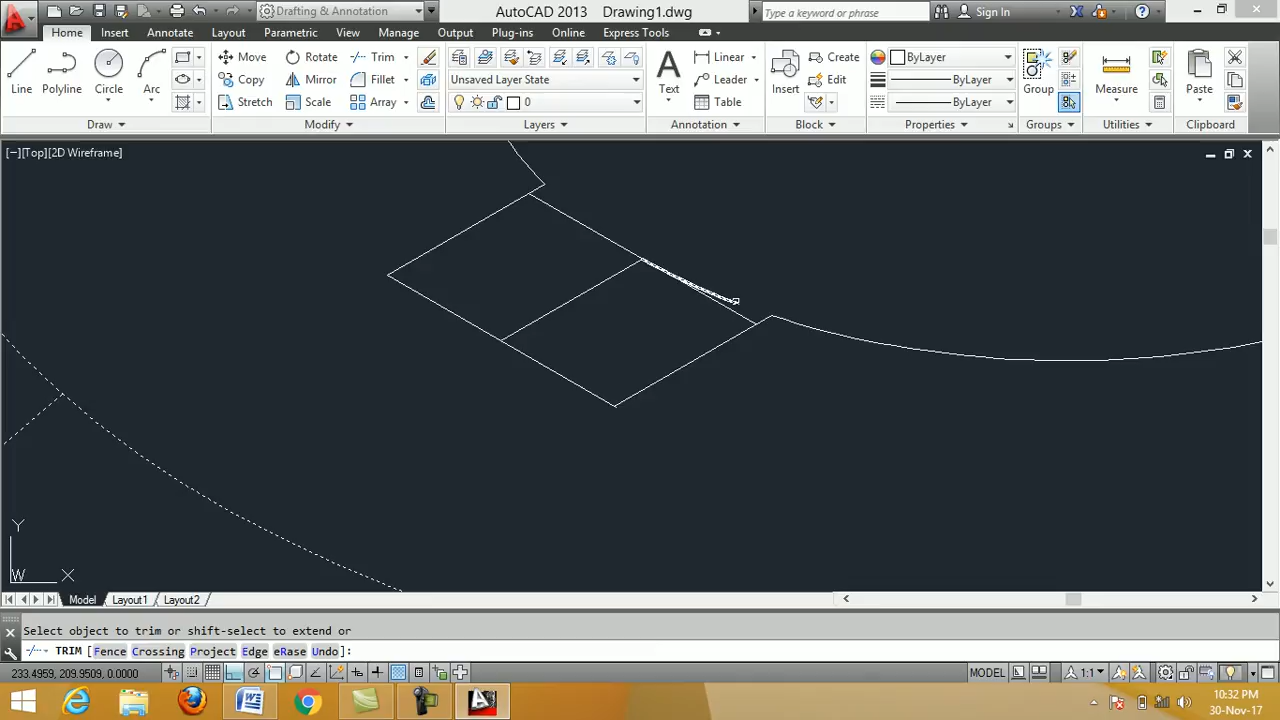 Drafting & Annotation
AutoCAD 2013 Drawing1.dwg
Type a keyword or phrase
Sign In
Home Insert Annotate Layout Parametric View Manage Output Plug-ins Online Express Tools
Line Polyline Circle Arc
Move Rotate Trim
Copy Mirror Fillet
Stretch Scale Array
Unsaved Layer State
0
Text
Linear
Leader
Table
Insert
Create
Edit
ByLayer
ByLayer
ByLayer
Group
Measure
Paste
Draw Modify Layers Annotation Block Properties Groups Utilities Clipboard
[−][Top][2D Wireframe]
Y
W X
Model Layout1 Layout2
Select object to trim or shift-select to extend or
TRIM [Fence Crossing Project Edge eRase Undo]:
233.4959, 209.9509, 0.0000
MODEL
1:1
10:32 PM
30-Nov-17